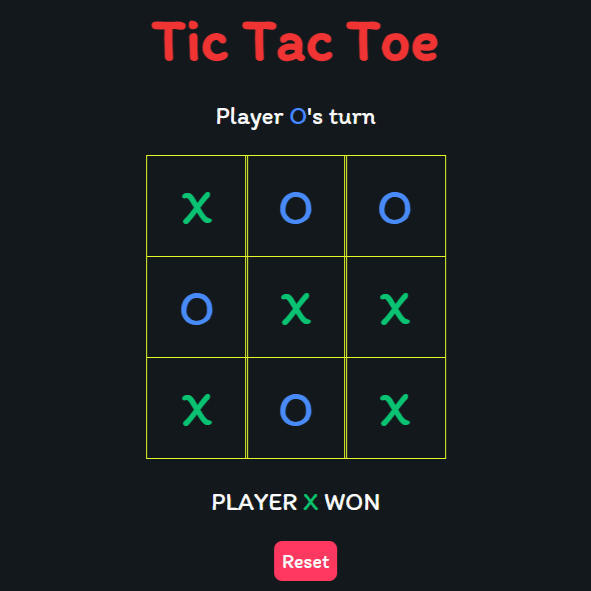 Tic Tac Toe
Player O's turn
X O O
O X X
X O X
PLAYER X WON
Reset